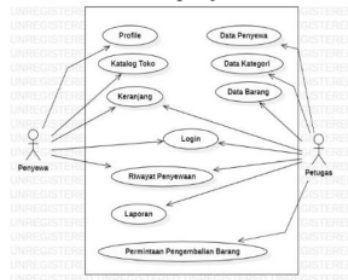 Profile
Data Penyewa
Katalog Toko
Data Kategori
Keranjang
Data Barang
Login
Penyewa
Petugas
Riwayat Penyewaan
Laporan
Permintaan Pengembalian Barang